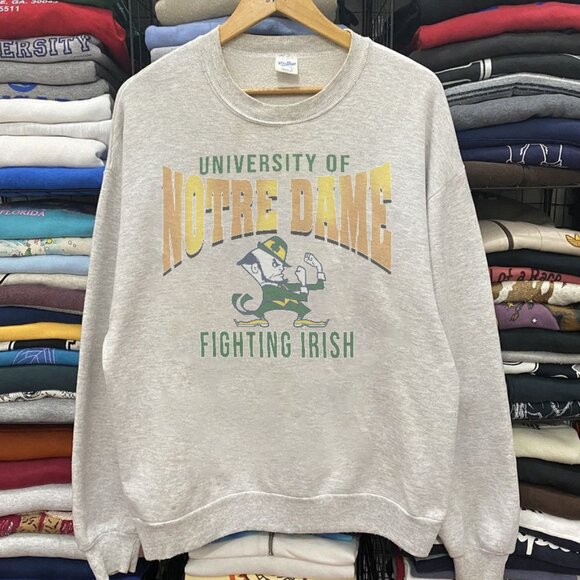 UNIVERSITY OF
NOTRE DAME
FIGHTING IRISH
ERSITY
FLORIDA